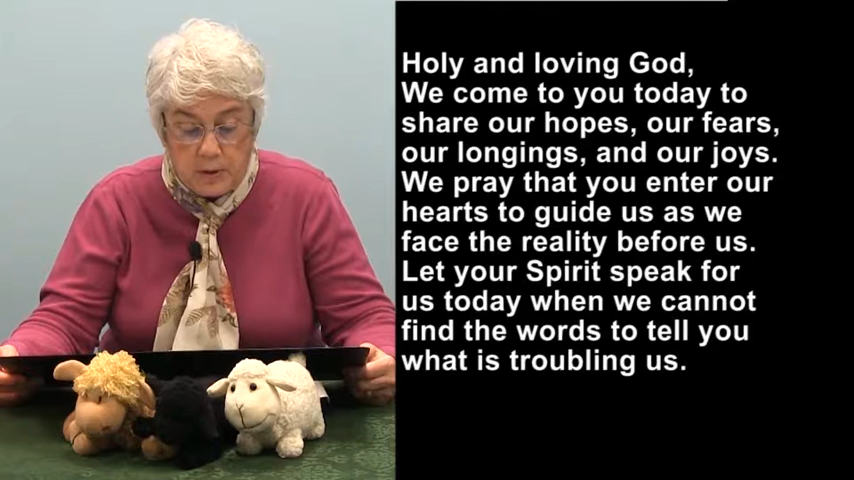 Holy and loving God,
We come to you today to
share our hopes, our fears,
our longings, and our joys.
We pray that you enter our
hearts to guide us as we
face the reality before us.
Let your Spirit speak for
us today when we cannot
find the words to tell you
what is troubling us.